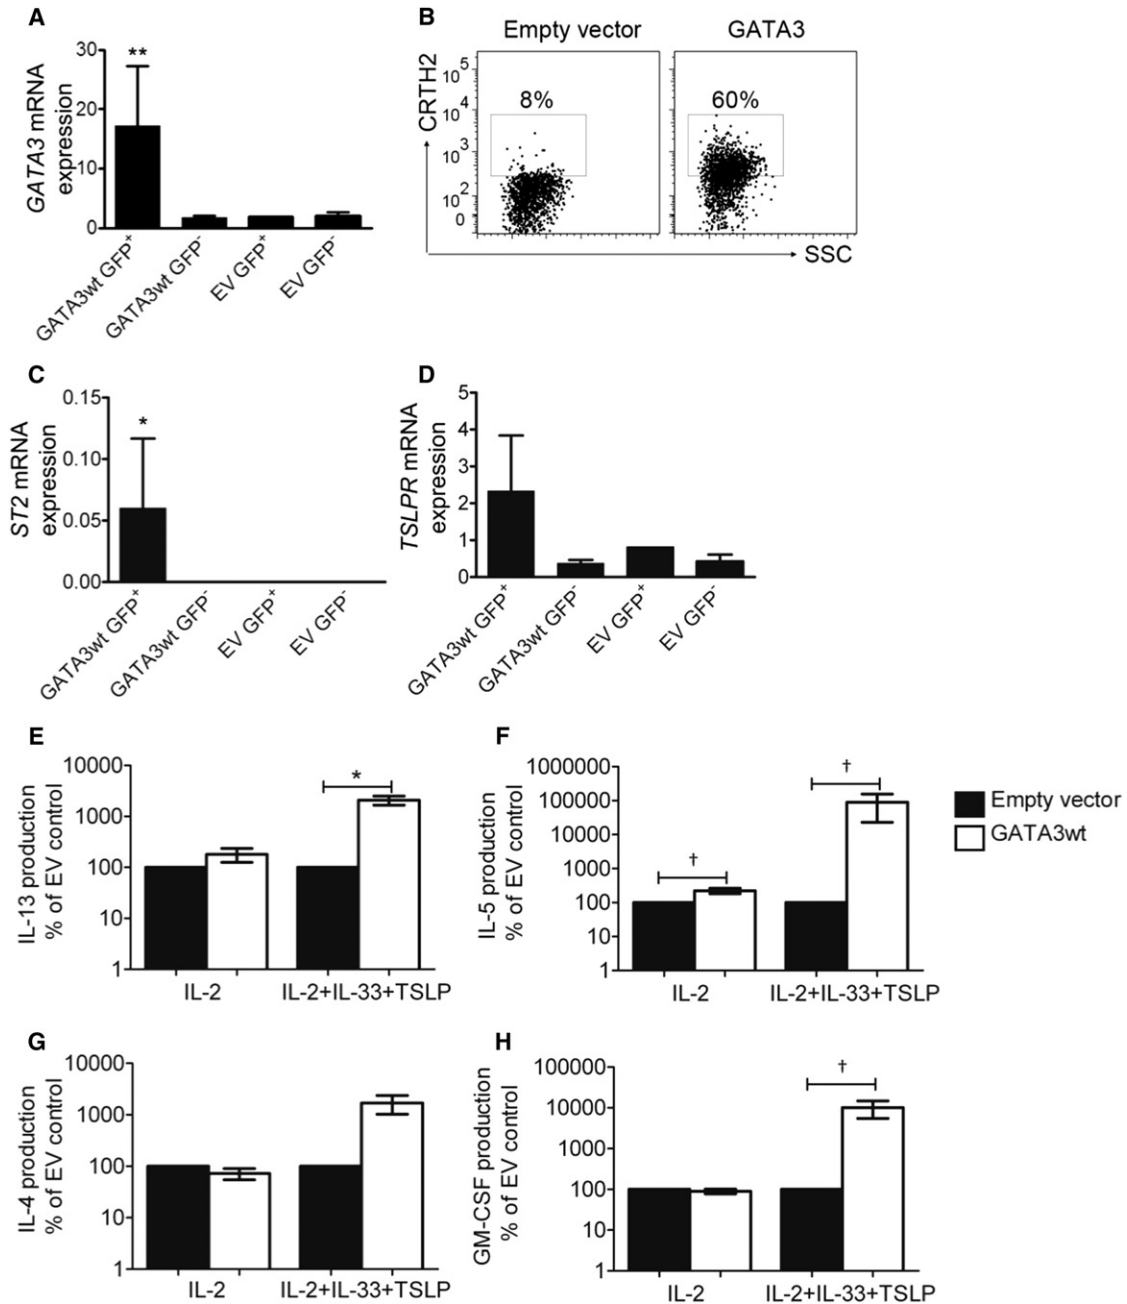 A
GATA3 mRNA
expression
30
20
10
0
**
GATA3wt GFP+
GATA3wt GFP-
EV GFP+
EV GFP-
B
Empty vector
GATA3
CRTH2
10^5
10^4
10^3
10^2
0
8%
60%
SSC
C
ST2 mRNA
expression
0.15
0.10
0.05
0.00
*
GATA3wt GFP+
GATA3wt GFP-
EV GFP+
EV GFP-
D
TSLPR mRNA
expression
5
4
3
2
1
0
GATA3wt GFP+
GATA3wt GFP-
EV GFP+
EV GFP-
E
IL-13 production
% of EV control
10000
1000
100
10
1
*
IL-2
IL-2+IL-33+TSLP
F
IL-5 production
% of EV control
1000000
100000
10000
1000
100
10
1
†
†
IL-2
IL-2+IL-33+TSLP
Empty vector
GATA3wt
G
IL-4 production
% of EV control
10000
1000
100
10
1
IL-2
IL-2+IL-33+TSLP
H
GM-CSF production
% of EV control
100000
10000
1000
100
10
1
†
IL-2
IL-2+IL-33+TSLP